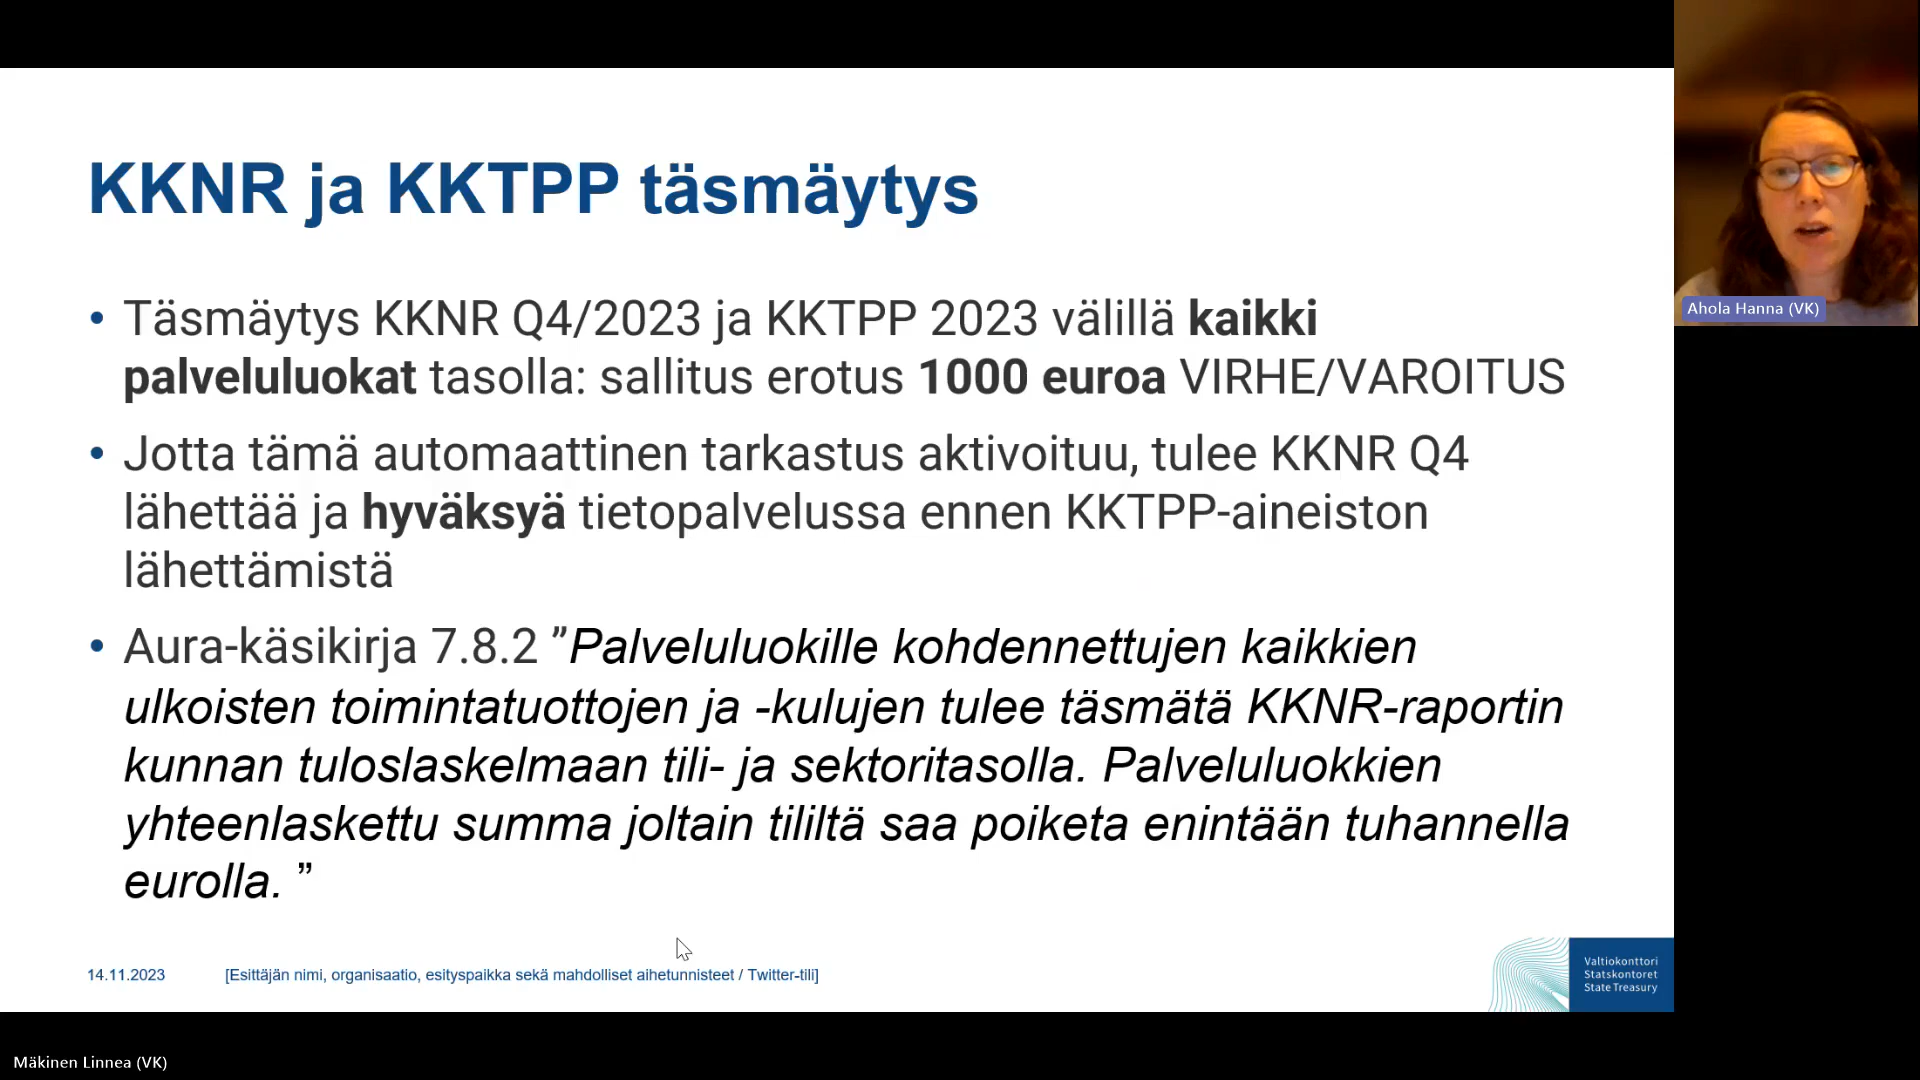 KKNR ja KKTPP täsmäytys
• Täsmäytys KKNR Q4/2023 ja KKTPP 2023 välillä kaikki
palveluluokat tasolla: sallitus erotus 1000 euroa VIRHE/VAROITUS
• Jotta tämä automaattinen tarkastus aktivoituu, tulee KKNR Q4
lähettää ja hyväksyä tietopalvelussa ennen KKTPP-aineiston
lähettämistä
• Aura-käsikirja 7.8.2 ”Palveluluokille kohdennettujen kaikkien
ulkoisten toimintatuottojen ja -kulujen tulee täsmätä KKNR-raportin
kunnan tuloslaskelmaan tili- ja sektoritasolla. Palveluluokkien
yhteenlaskettu summa joltain tililtä saa poiketa enintään tuhannella
eurolla. ”
14.11.2023 [Esittäjän nimi, organisaatio, esityspaikka sekä mahdolliset aihetunnisteet / Twitter-tili]
Valtiokonttori
Statskontoret
State Treasury
Ahola Hanna (VK)
Mäkinen Linnea (VK)